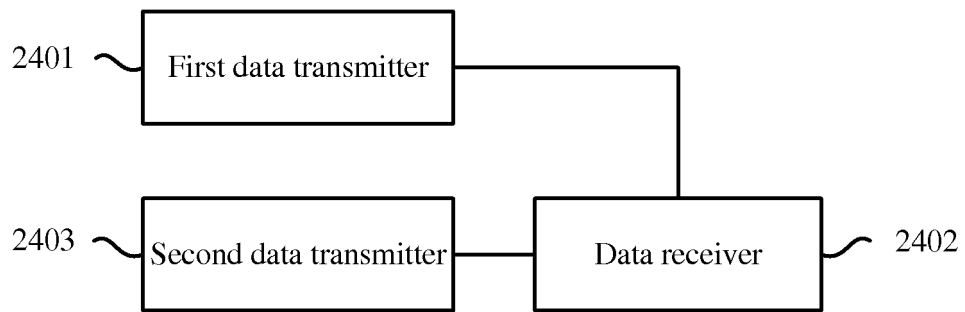 2401
First data transmitter
2403
Second data transmitter
Data receiver
2402